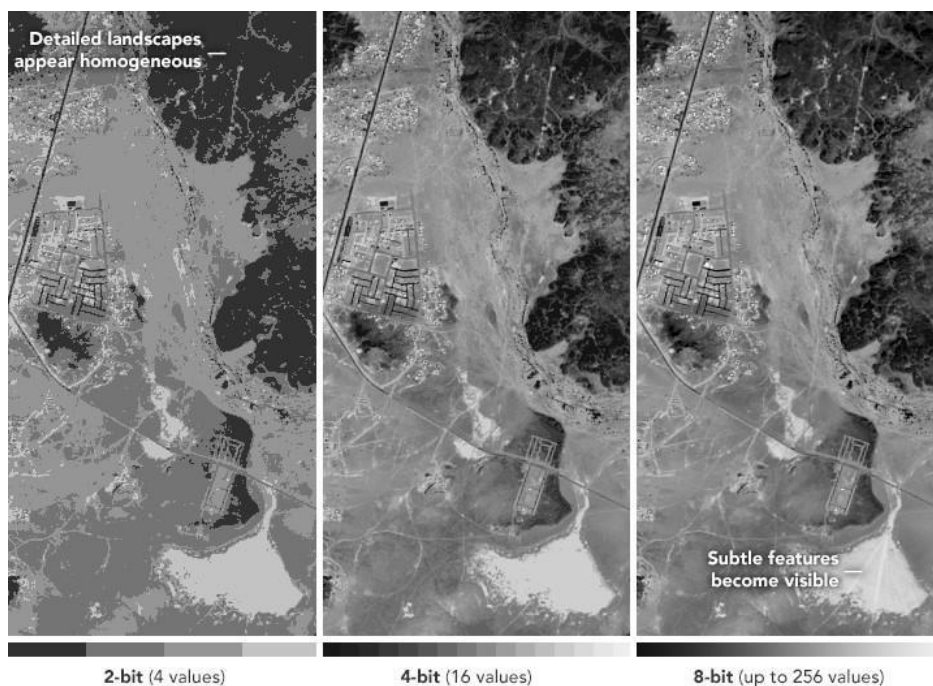 Detailed landscapes
appear homogeneous
Subtle features
become visible
2-bit (4 values)
4-bit (16 values)
8-bit (up to 256 values)